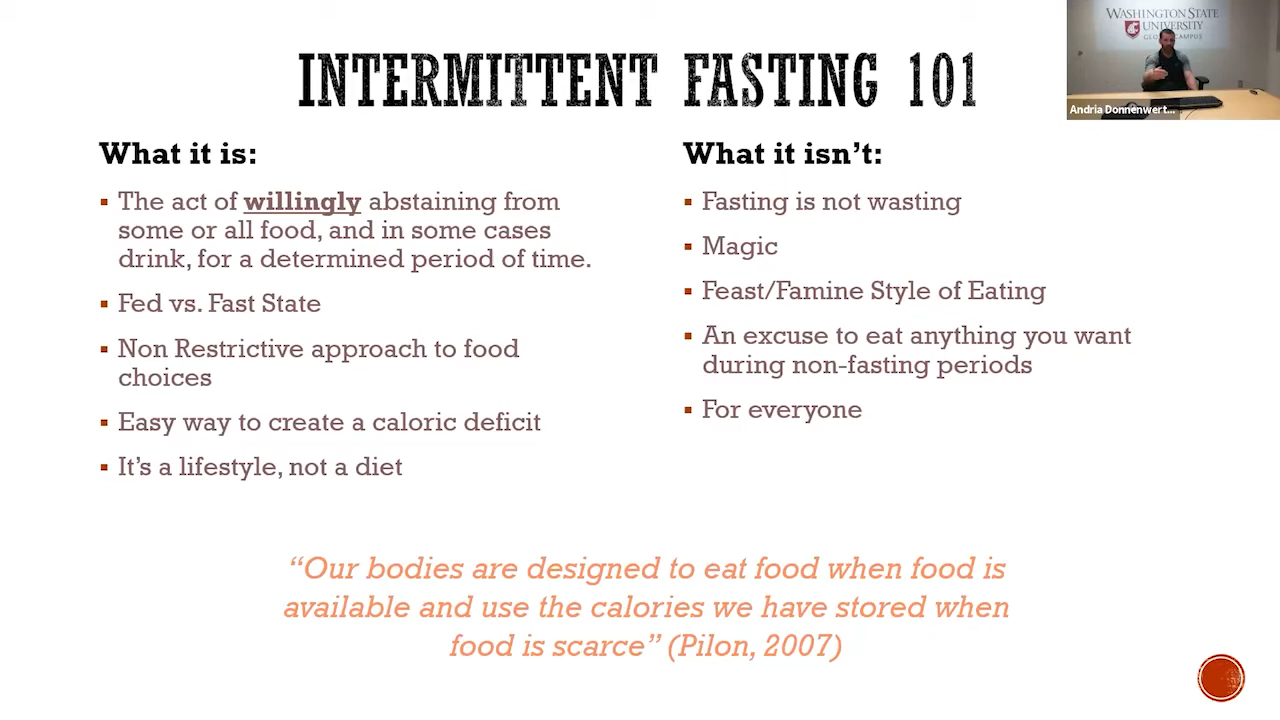 INTERMITTENT FASTING 101
What it is:
The act of willingly abstaining from
some or all food, and in some cases
drink, for a determined period of time.
Fed vs. Fast State
Non Restrictive approach to food
choices
Easy way to create a caloric deficit
It's a lifestyle, not a diet
What it isn't:
Fasting is not wasting
Magic
Feast/Famine Style of Eating
An excuse to eat anything you want
during non-fasting periods
For everyone
“Our bodies are designed to eat food when food is
available and use the calories we have stored when
food is scarce” (Pilon, 2007)
WASHINGTON STATE
UNIVERSITY
CAMPUS
Andria Donnenwert...